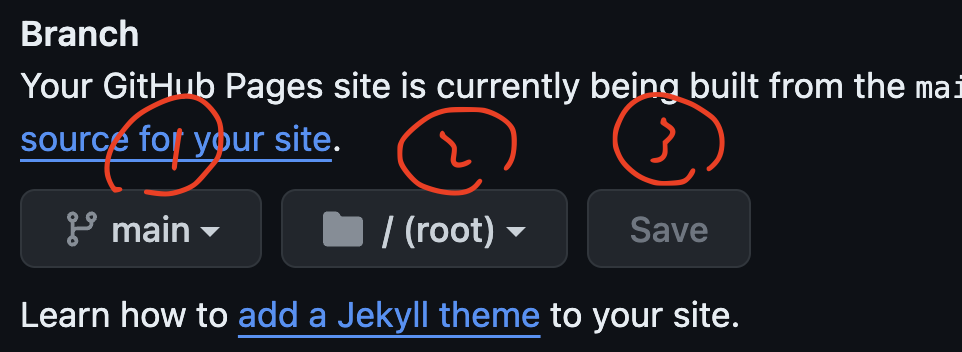 Branch
Your GitHub Pages site is currently being built from the mai
source for your site.
1 2 3
main / (root) Save
Learn how to add a Jekyll theme to your site.